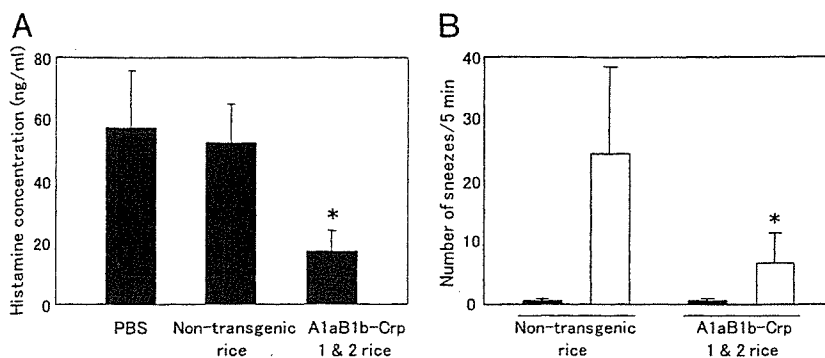 A
Histamine concentration (ng/ml)
80
60
40
20
0
*
PBS
Non-transgenic
rice
A1aB1b-Crp
1 & 2 rice
B
Number of sneezes/5 min
40
30
20
10
0
*
Non-transgenic
rice
A1aB1b-Crp
1 & 2 rice